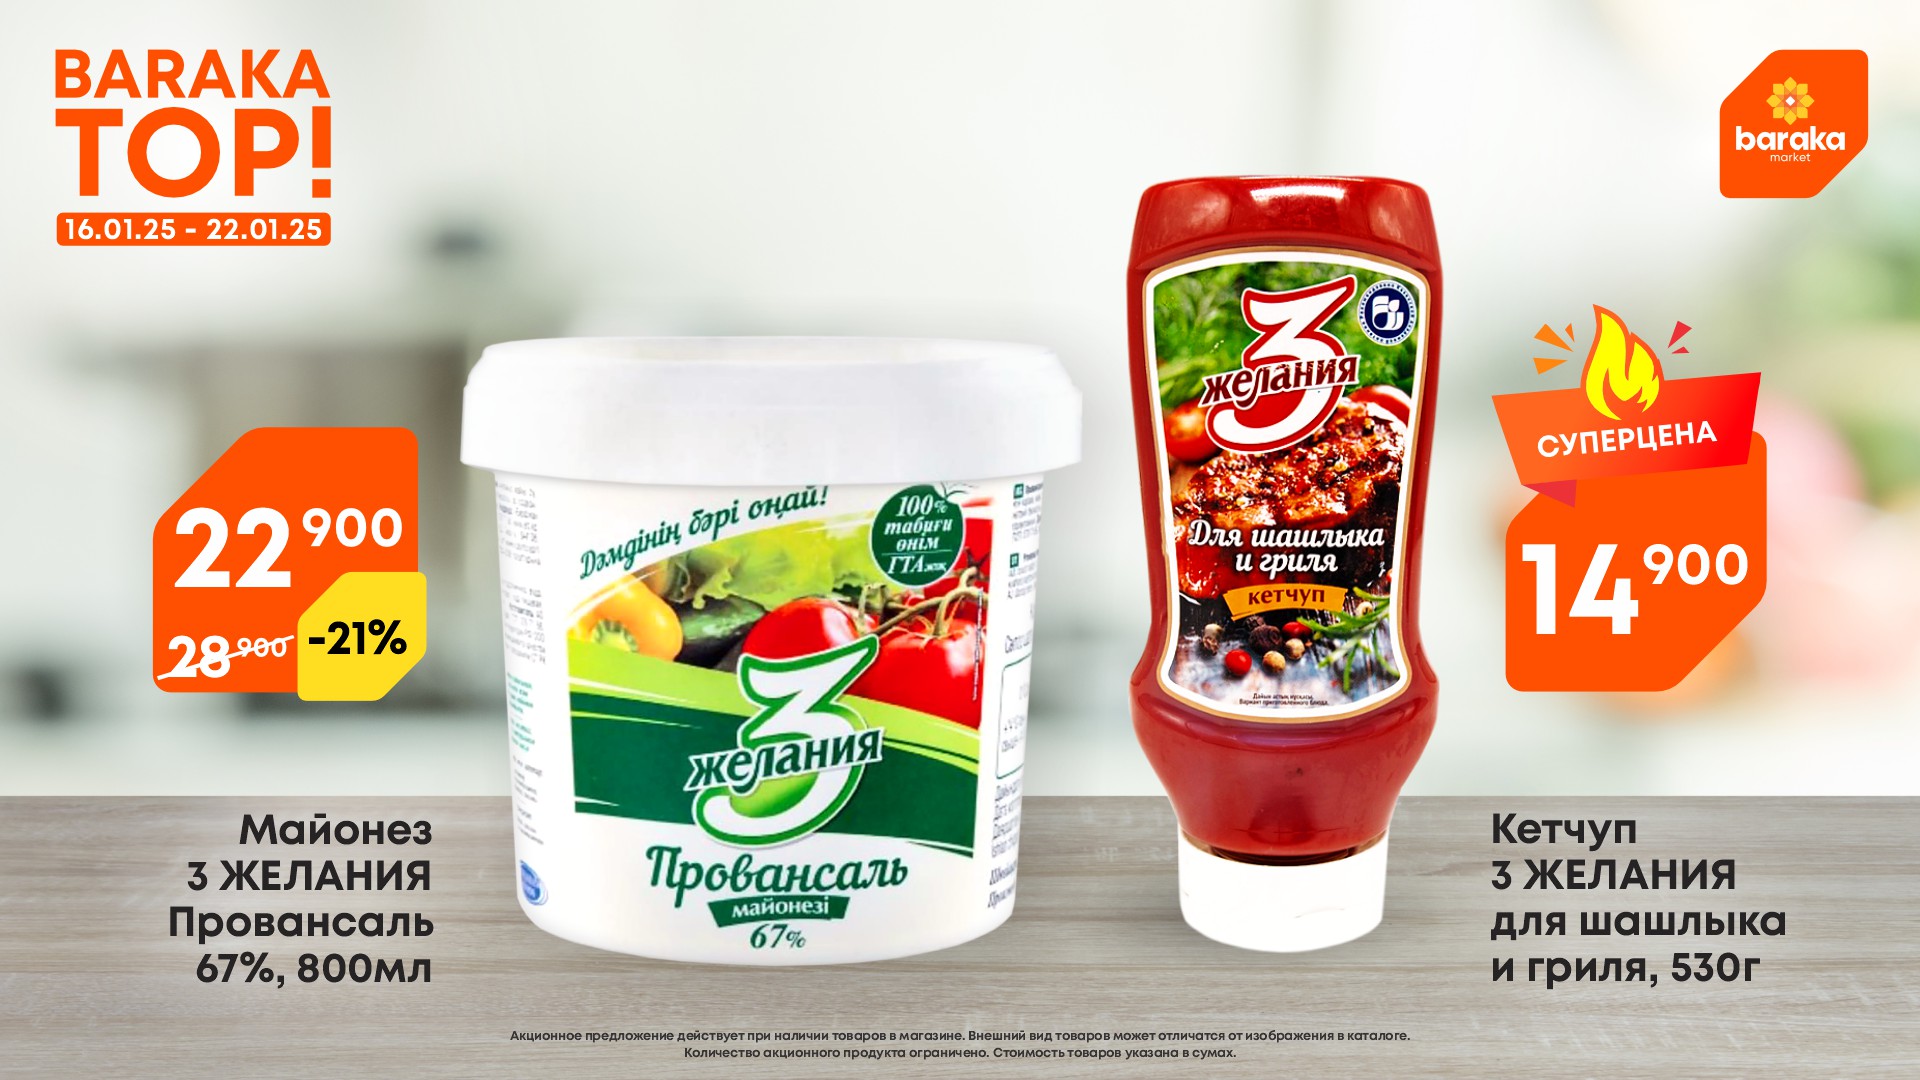 BARAKA
TOP!
16.01.25 - 22.01.25
baraka
market
22 900
28 900
-21%
Майонез
3 ЖЕЛАНИЯ
Провансаль
67%, 800мл
Дәмдінің бәрі оңай!
100%
табиғи
өнім
ГТА жоқ
3
желания
Провансаль
майонезі
67%
3
желания
Для шашлыка
и гриля
кетчуп
Вариант приготовленного блюда.
СУПЕРЦЕНА
14 900
Кетчуп
3 ЖЕЛАНИЯ
для шашлыка
и гриля, 530г
Акционное предложение действует при наличии товаров в магазине. Внешний вид товаров может отличатся от изображения в каталоге.
Количество акционного продукта ограничено. Стоимость товаров указана в сумах.